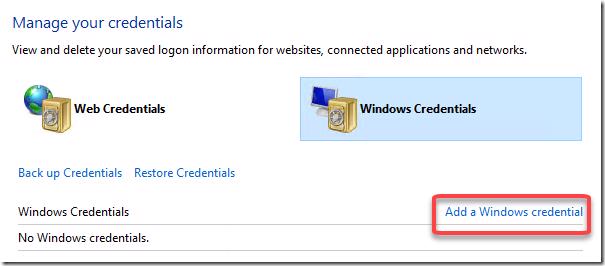 Manage your credentials
View and delete your saved logon information for websites, connected applications and networks.
Web Credentials
Windows Credentials
Back up Credentials Restore Credentials
Windows Credentials Add a Windows credential
No Windows credentials.